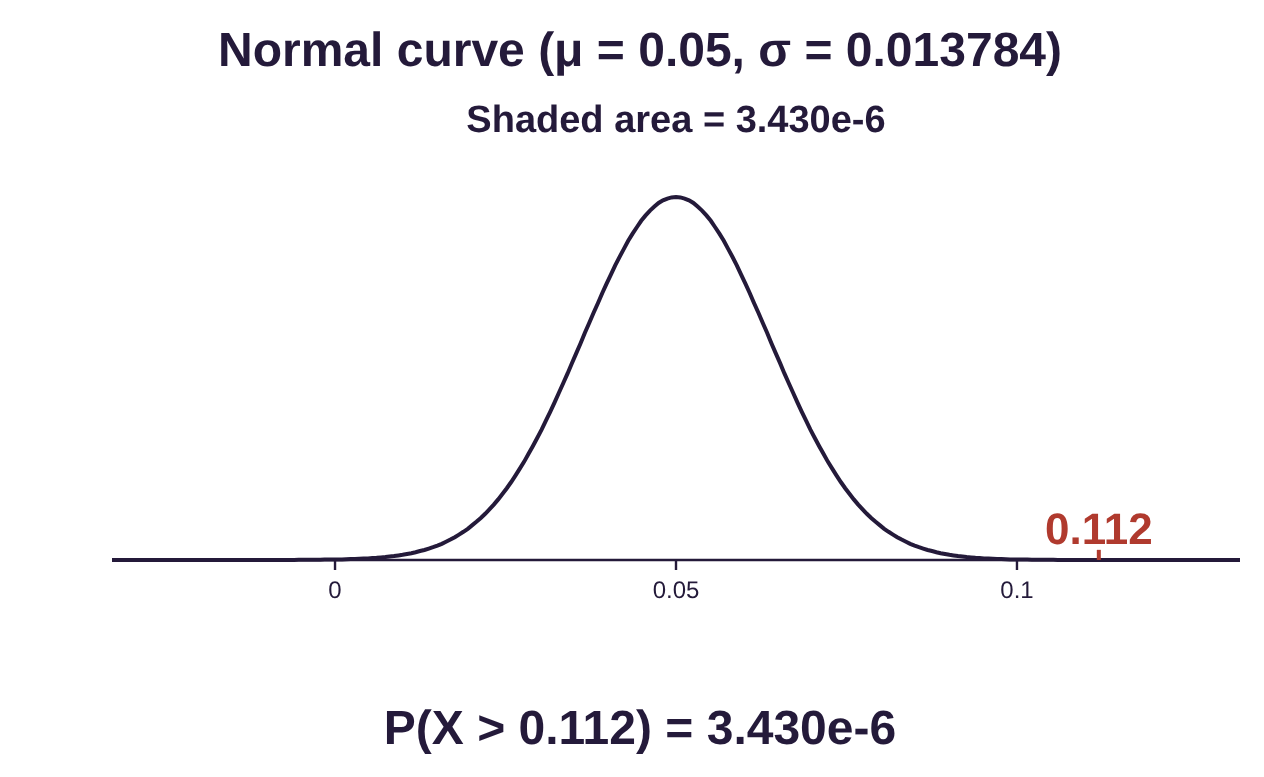 Normal curve (μ = 0.05, σ = 0.013784)
Shaded area = 3.430e-6
0.112
0 0.05 0.1
P(X > 0.112) = 3.430e-6